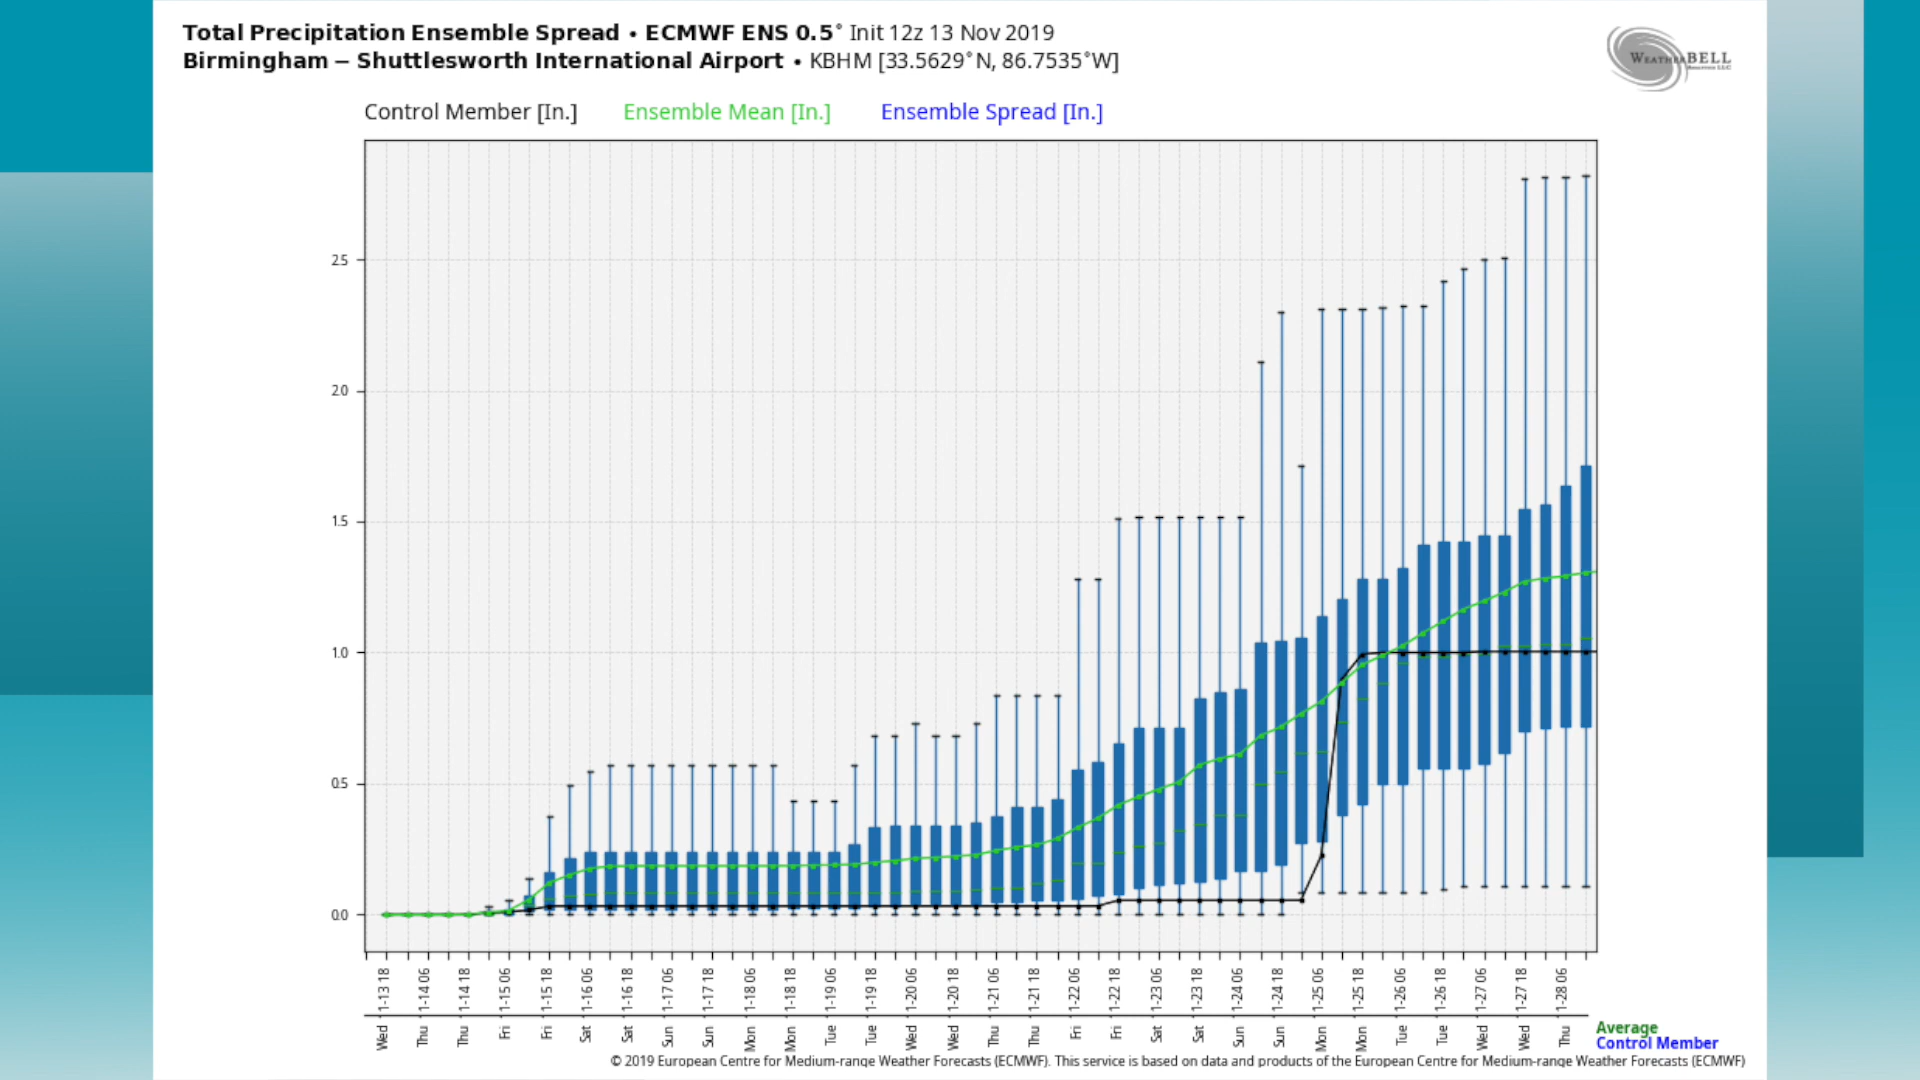 Total Precipitation Ensemble Spread • ECMWF ENS 0.5° Init 12z 13 Nov 2019
Birmingham – Shuttlesworth International Airport • KBHM [33.5629°N, 86.7535°W]
WEATHERBELL
ANALYTICS LLC
Control Member [In.] Ensemble Mean [In.] Ensemble Spread [In.]
2.5
2.0
1.5
1.0
0.5
0.0
Wed 1-13 18
Thu 1-14 06
Thu 1-14 18
Fri 1-15 06
Fri 1-15 18
Sat 1-16 06
Sat 1-16 18
Sun 1-17 06
Sun 1-17 18
Mon 1-18 06
Mon 1-18 18
Tue 1-19 06
Tue 1-19 18
Wed 1-20 06
Wed 1-20 18
Thu 1-21 06
Thu 1-21 18
Fri 1-22 06
Fri 1-22 18
Sat 1-23 06
Sat 1-23 18
Sun 1-24 06
Sun 1-24 18
Mon 1-25 06
Mon 1-25 18
Tue 1-26 06
Tue 1-26 18
Wed 1-27 06
Wed 1-27 18
Thu 1-28 06
Average
Control Member
© 2019 European Centre for Medium-range Weather Forecasts (ECMWF). This service is based on data and products of the European Centre for Medium-range Weather Forecasts (ECMWF)